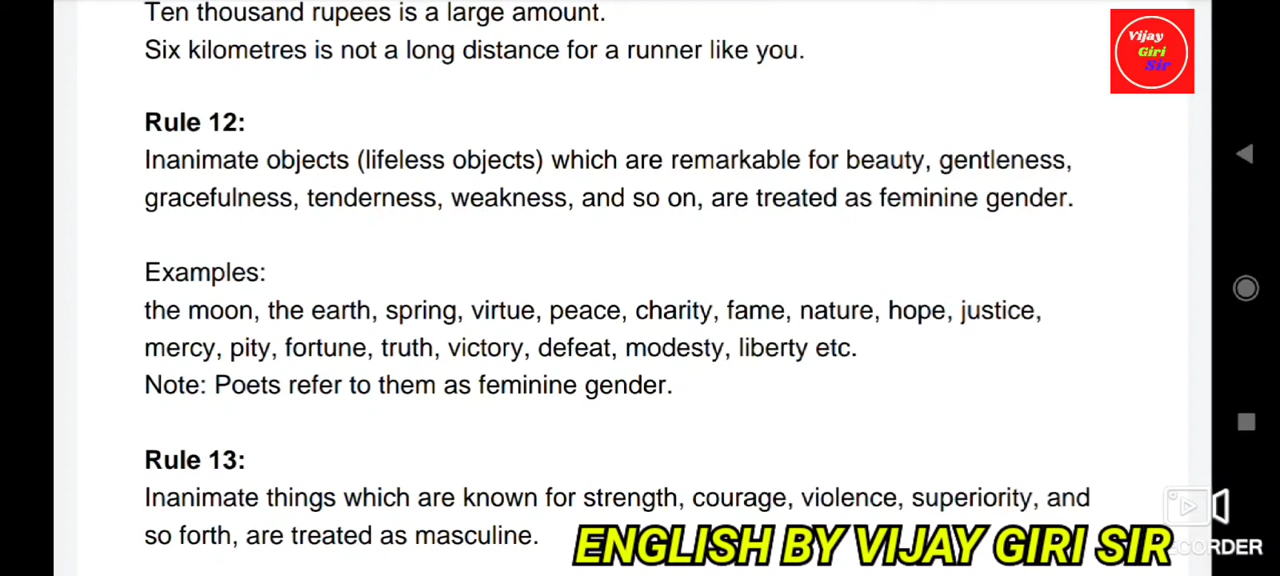 Ten thousand rupees is a large amount.
Six kilometres is not a long distance for a runner like you.
Vijay
Giri
Sir
Rule 12:
Inanimate objects (lifeless objects) which are remarkable for beauty, gentleness,
gracefulness, tenderness, weakness, and so on, are treated as feminine gender.
Examples:
the moon, the earth, spring, virtue, peace, charity, fame, nature, hope, justice,
mercy, pity, fortune, truth, victory, defeat, modesty, liberty etc.
Note: Poets refer to them as feminine gender.
Rule 13:
Inanimate things which are known for strength, courage, violence, superiority, and
so forth, are treated as masculine.
ENGLISH BY VIJAY GIRI SIR